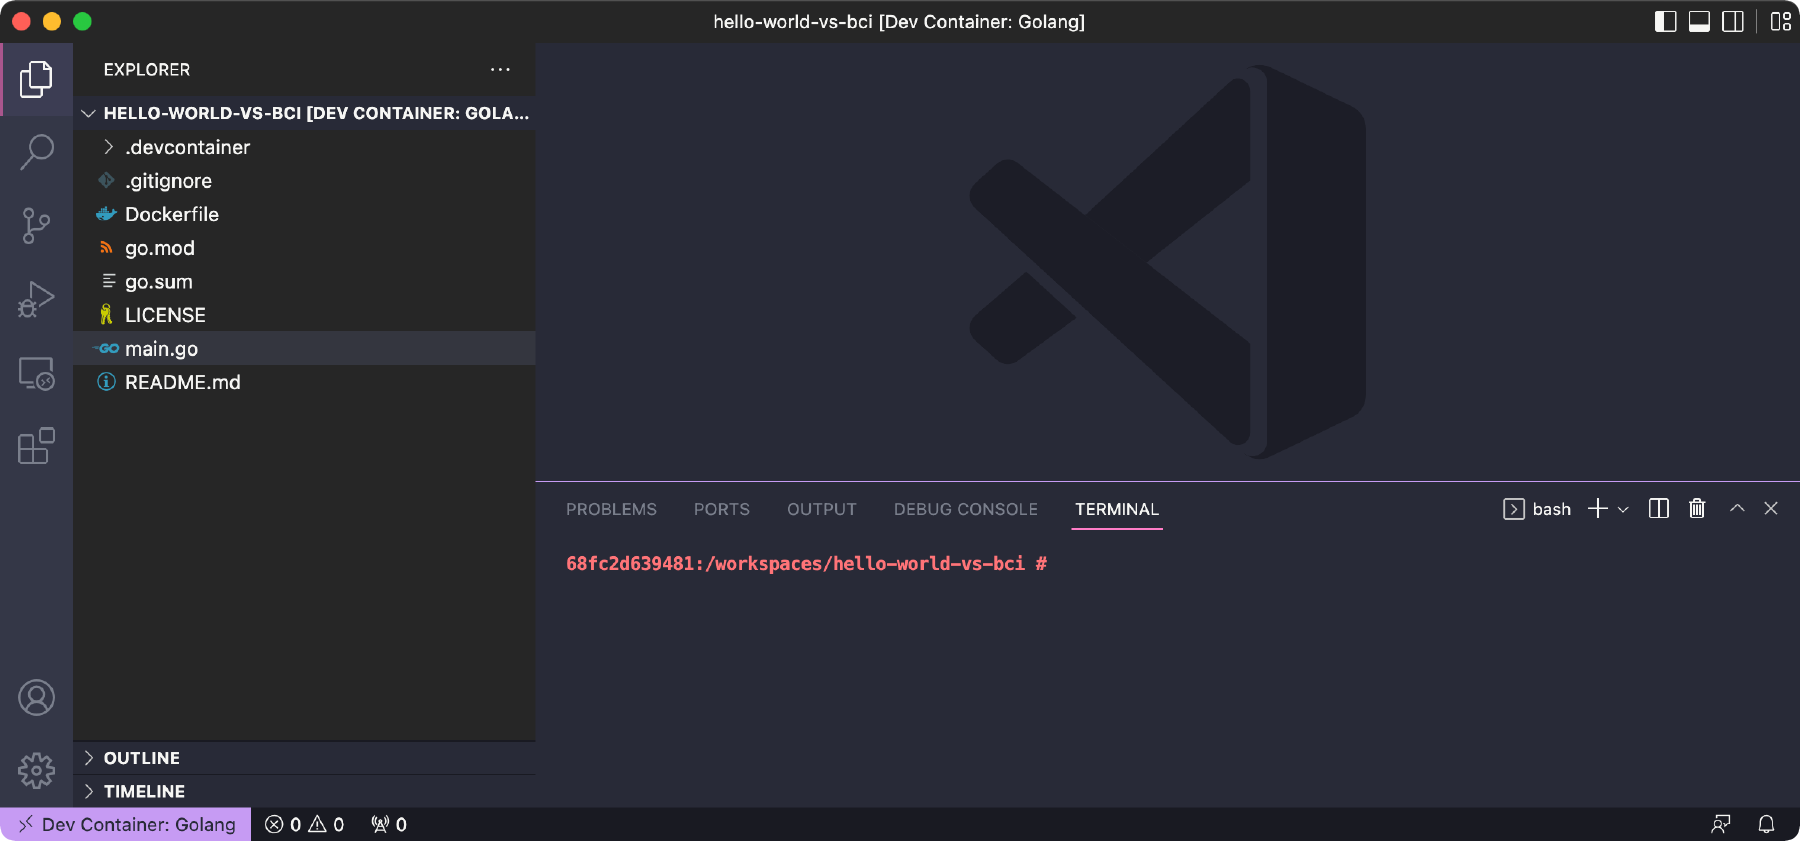 hello-world-vs-bci [Dev Container: Golang]
EXPLORER
HELLO-WORLD-VS-BCI [DEV CONTAINER: GOLA...
.devcontainer
.gitignore
Dockerfile
go.mod
go.sum
LICENSE
GO main.go
README.md
OUTLINE
TIMELINE
PROBLEMS PORTS OUTPUT DEBUG CONSOLE TERMINAL bash
68fc2d639481:/workspaces/hello-world-vs-bci #
Dev Container: Golang 0 0 0